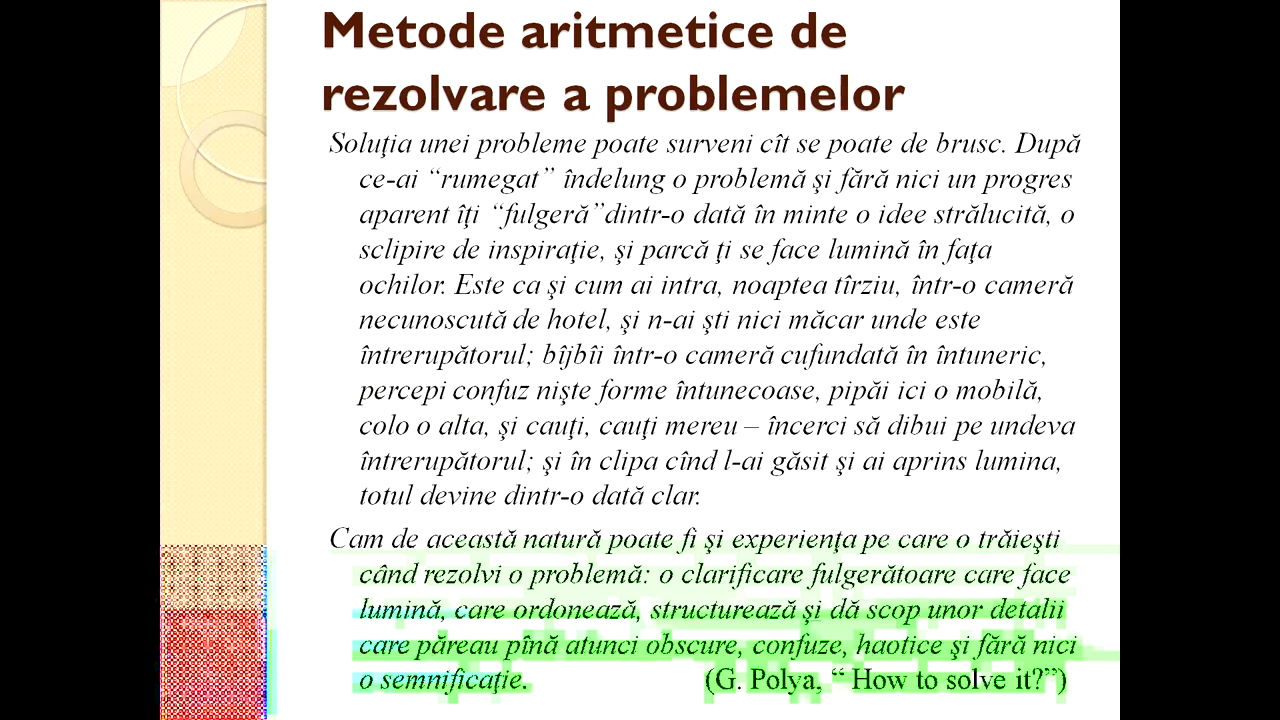 Metode aritmetice de
rezolvare a problemelor
Soluţia unei probleme poate surveni cît se poate de brusc. După
ce-ai “rumegat” îndelung o problemă şi fără nici un progres
aparent îţi “fulgeră”dintr-o dată în minte o idee strălucită, o
sclipire de inspiraţie, şi parcă ţi se face lumină în faţa
ochilor. Este ca şi cum ai intra, noaptea tîrziu, într-o cameră
necunoscută de hotel, şi n-ai şti nici măcar unde este
întrerupătorul; bîjbîi într-o cameră cufundată în întuneric,
percepi confuz nişte forme întunecoase, pipăi ici o mobilă,
colo o alta, şi cauţi, cauţi mereu – încerci să dibui pe undeva
întrerupătorul; şi în clipa cînd l-ai găsit şi ai aprins lumina,
totul devine dintr-o dată clar.
Cam de această natură poate fi şi experienţa pe care o trăieşti
când rezolvi o problemă: o clarificare fulgerătoare care face
lumină, care ordonează, structurează şi dă scop unor detalii
care păreau pînă atunci obscure, confuze, haotice şi fără nici
o semnificaţie. (G. Polya, “ How to solve it?”)